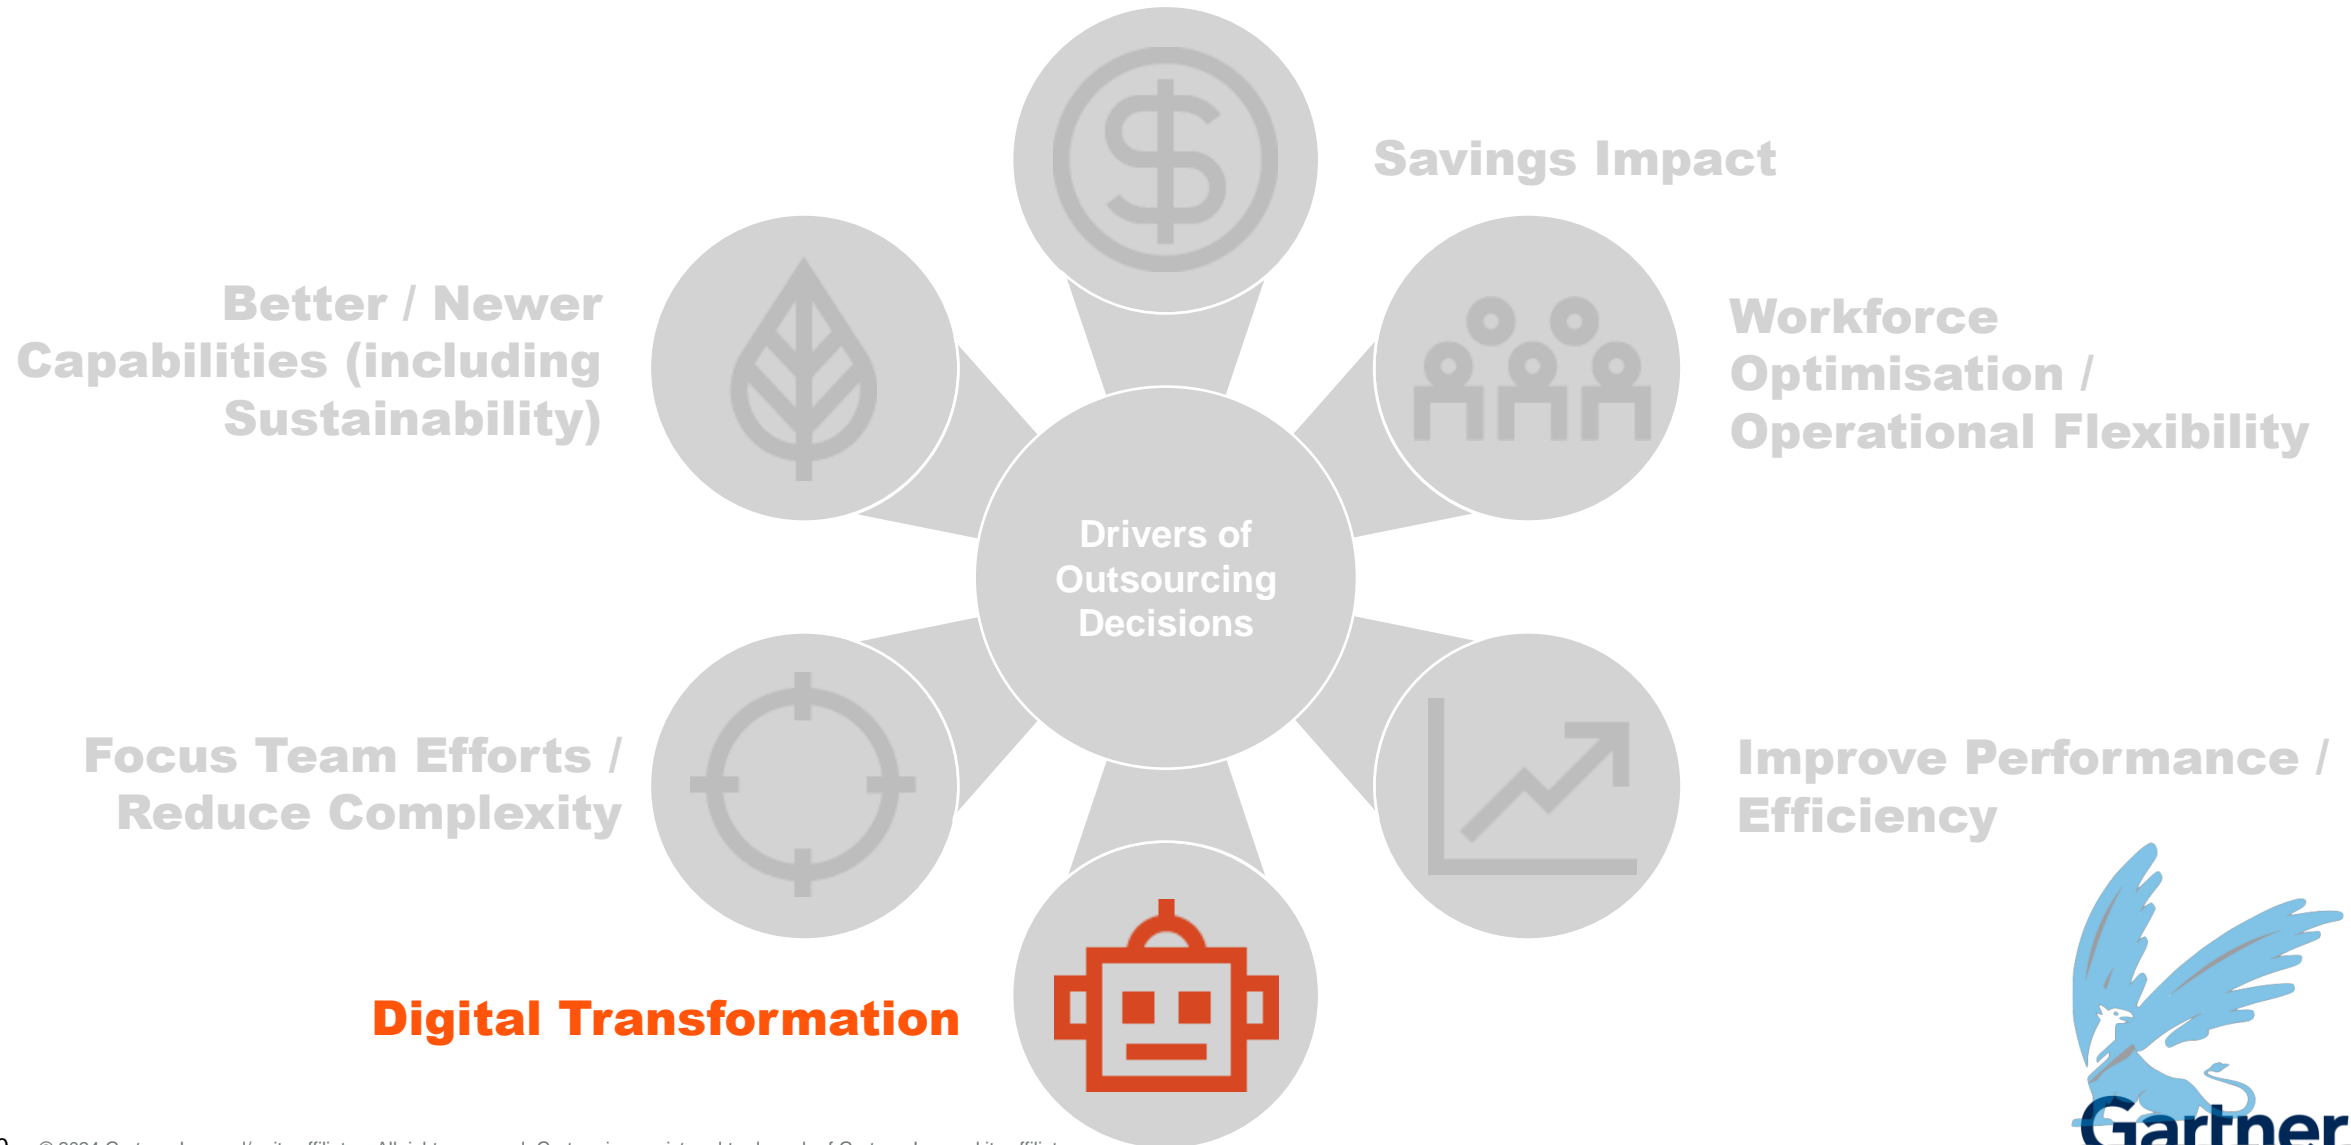 Savings Impact
Better / Newer
Capabilities (including
Sustainability)
Workforce
Optimisation /
Operational Flexibility
Drivers of
Outsourcing
Decisions
Focus Team Efforts /
Reduce Complexity
Improve Performance /
Efficiency
Digital Transformation
Gartner